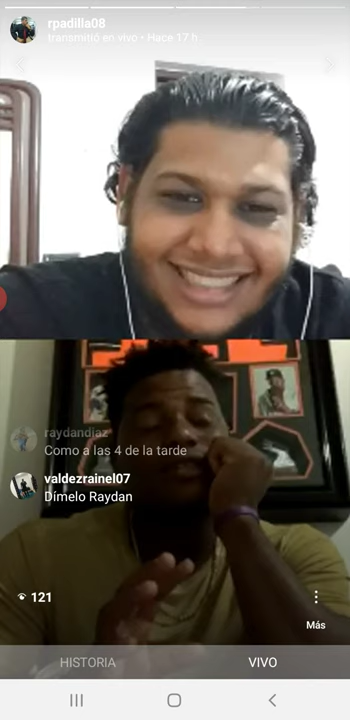 rpadilla08
transmitió en vivo • Hace 17 h
raydandiaz
Como a las 4 de la tarde
valdezrainel07
Dímelo Raydan
121
Más
HISTORIA
VIVO